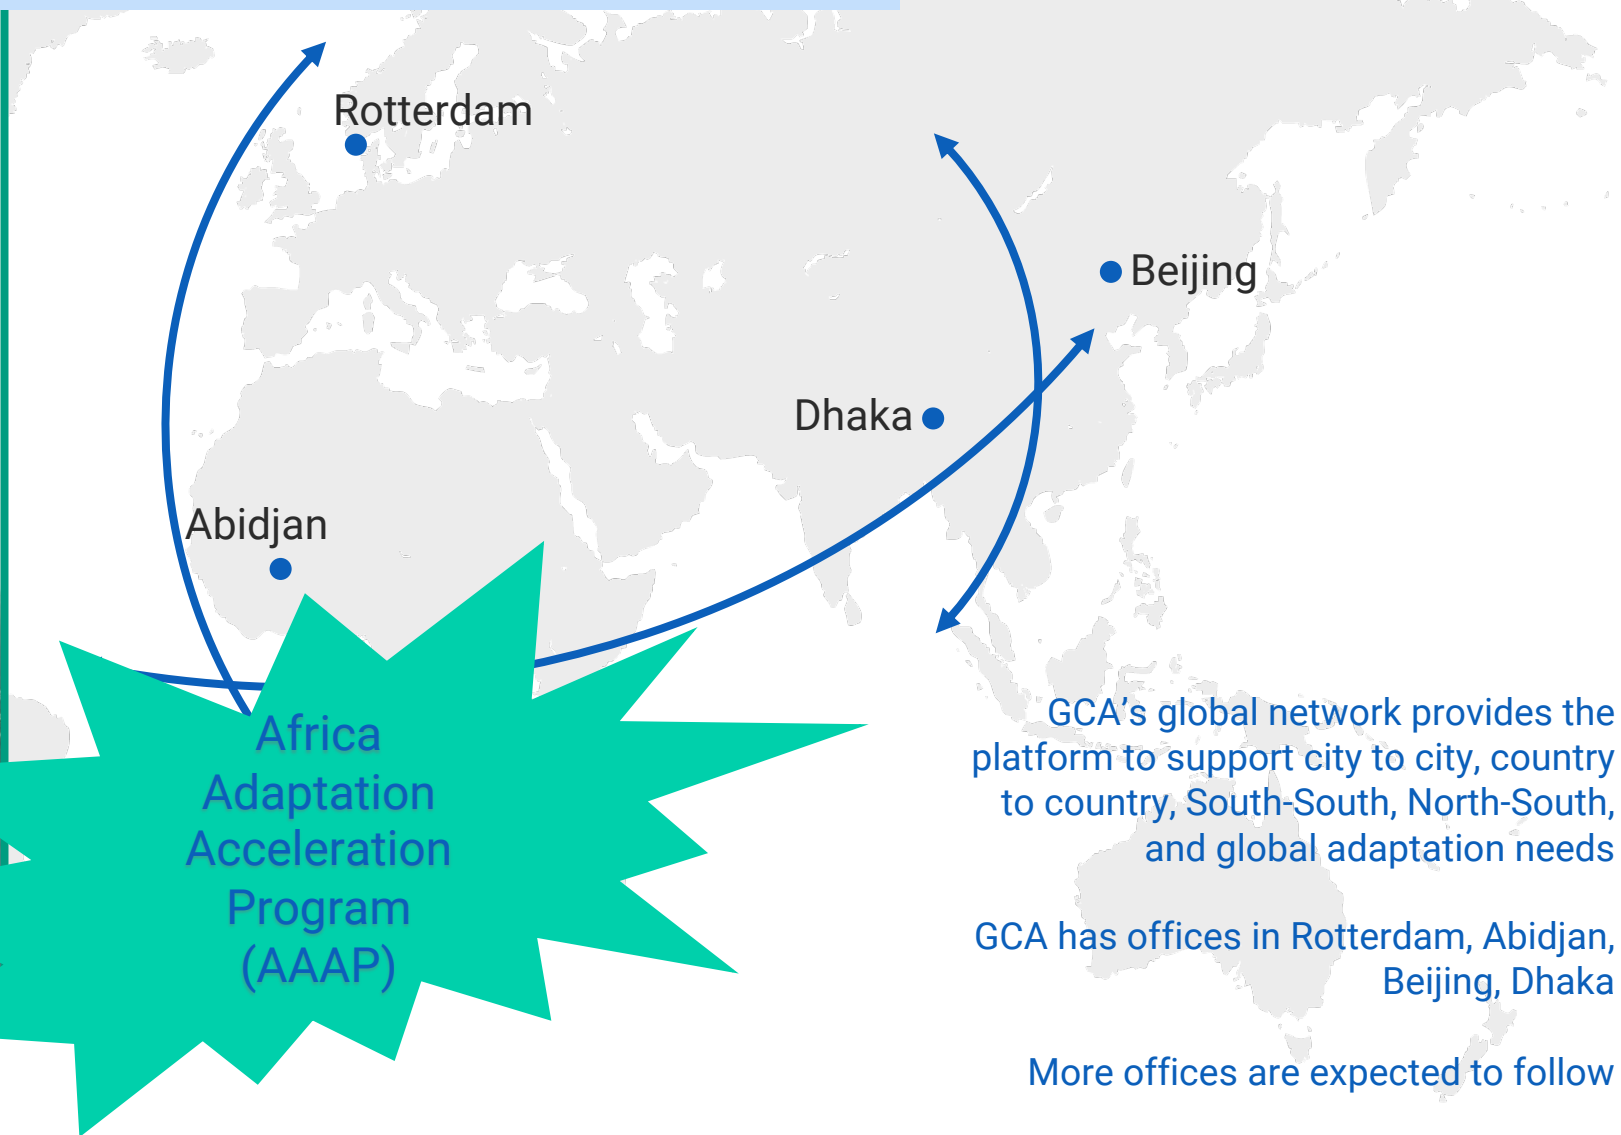 Rotterdam
Beijing
Dhaka
Abidjan
Africa
Adaptation
Acceleration
Program
(AAAP)
GCA’s global network provides the
platform to support city to city, country
to country, South-South, North-South,
and global adaptation needs
GCA has offices in Rotterdam, Abidjan,
Beijing, Dhaka
More offices are expected to follow